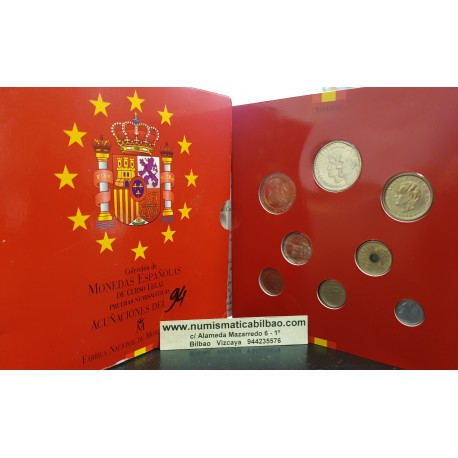 Colección de
MONEDAS ESPAÑOLAS
DE CURSO LEGAL
PRUEBAS NUMISMÁTICAS
ACUÑACIONES DEL 94
FÁBRICA NACIONAL DE
www.numismaticabilbao.com
c/ Alameda Mazarredo 6 - 1º
Bilbao Vizcaya 944235576